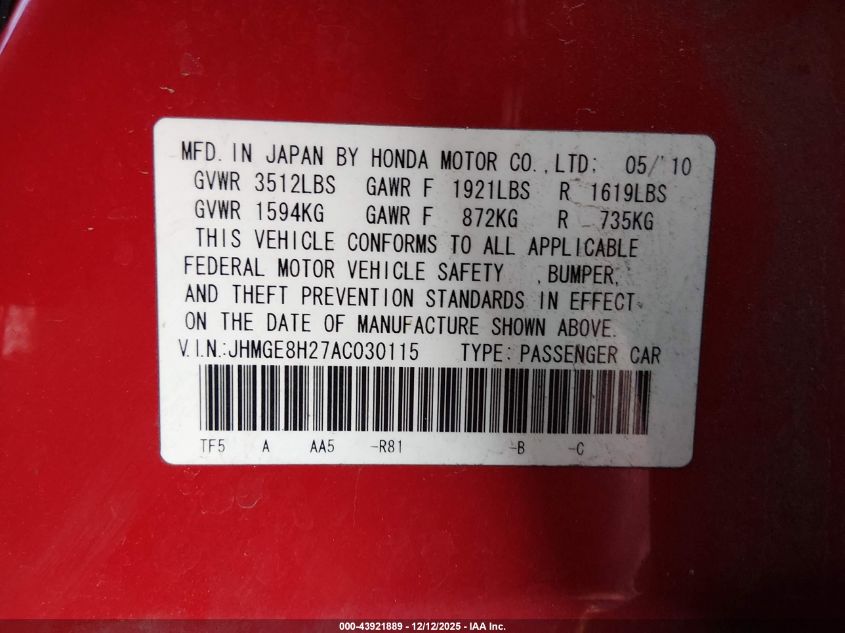 MFD. IN JAPAN BY HONDA MOTOR CO.,LTD: 05/'10
GVWR 3512LBS GAWR F 1921LBS R 1619LBS
GVWR 1594KG GAWR F 872KG R 735KG
THIS VEHICLE CONFORMS TO ALL APPLICABLE
FEDERAL MOTOR VEHICLE SAFETY , BUMPER,
AND THEFT PREVENTION STANDARDS IN EFFECT
ON THE DATE OF MANUFACTURE SHOWN ABOVE.
V.I.N.:JHMGE8H27AC030115 TYPE: PASSENGER CAR
TF5 A AA5 -R81 -B -C
000-43921889 - 12/12/2025 - IAA Inc.